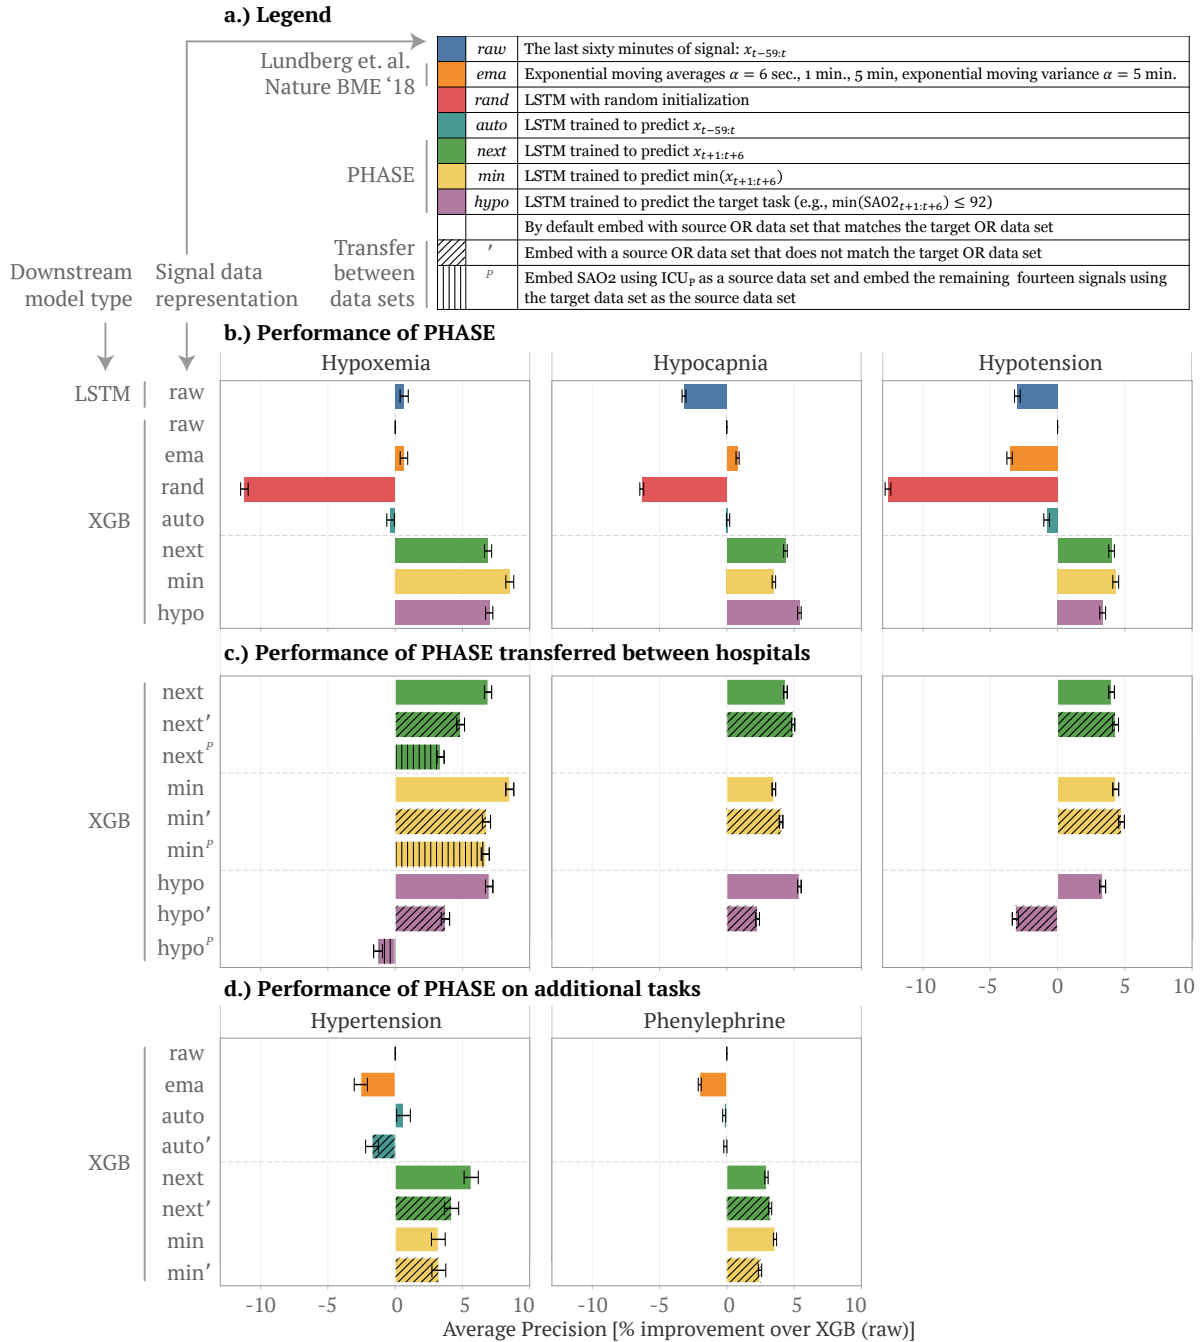 a.) Legend
Lundberg et. al.
Nature BME ‘18
raw The last sixty minutes of signal: x_{t−59:t}
ema Exponential moving averages α = 6 sec., 1 min., 5 min, exponential moving variance α = 5 min.
rand LSTM with random initialization
auto LSTM trained to predict x_{t−59:t}
PHASE
next LSTM trained to predict x_{t+1:t+6}
min LSTM trained to predict min(x_{t+1:t+6})
hypo LSTM trained to predict the target task (e.g., min(SAO2_{t+1:t+6}) ≤ 92)
By default embed with source OR data set that matches the target OR data set
Transfer
between
data sets
′ Embed with a source OR data set that does not match the target OR data set
P Embed SAO2 using ICU_P as a source data set and embed the remaining fourteen signals using
the target data set as the source data set
Downstream
model type
Signal data
representation
b.) Performance of PHASE
Hypoxemia Hypocapnia Hypotension
LSTM
raw
XGB
raw
ema
rand
auto
next
min
hypo
c.) Performance of PHASE transferred between hospitals
XGB
next
next′
next^P
min
min′
min^P
hypo
hypo′
hypo^P
-10 -5 0 5 10
d.) Performance of PHASE on additional tasks
Hypertension Phenylephrine
XGB
raw
ema
auto
auto′
next
next′
min
min′
-10 -5 0 5 10 -10 -5 0 5 10
Average Precision [% improvement over XGB (raw)]